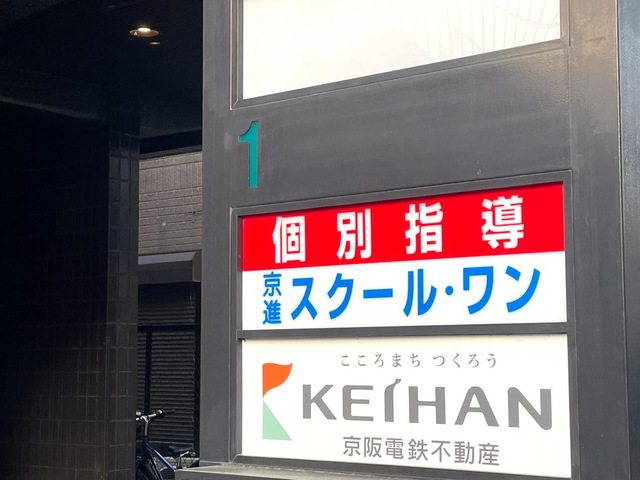 1
個別指導
京進 スクール・ワン
こころまち つくろう
KEIHAN
京阪電鉄不動産